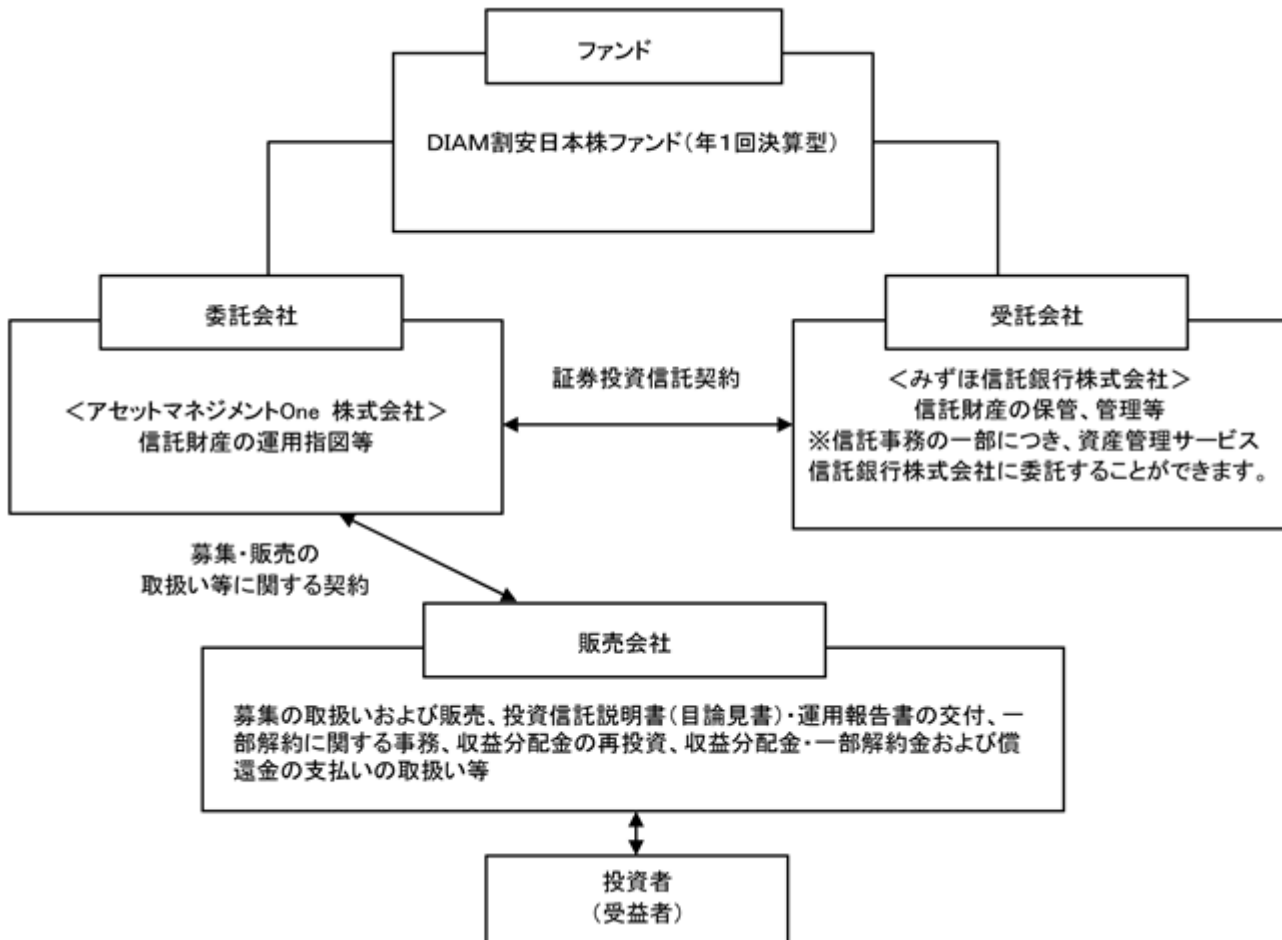 ファンド
DIAM割安日本株ファンド(年1回決算型)
委託会社
<アセットマネジメントOne 株式会社>
信託財産の運用指図等
証券投資信託契約
受託会社
<みずほ信託銀行株式会社>
信託財産の保管、管理等
※信託事務の一部につき、資産管理サービス
信託銀行株式会社に委託することができます。
募集・販売の
取扱い等に関する契約
販売会社
募集の取扱いおよび販売、投資信託説明書(目論見書)・運用報告書の交付、一
部解約に関する事務、収益分配金の再投資、収益分配金・一部解約金および償
還金の支払いの取扱い等
投資者
(受益者)